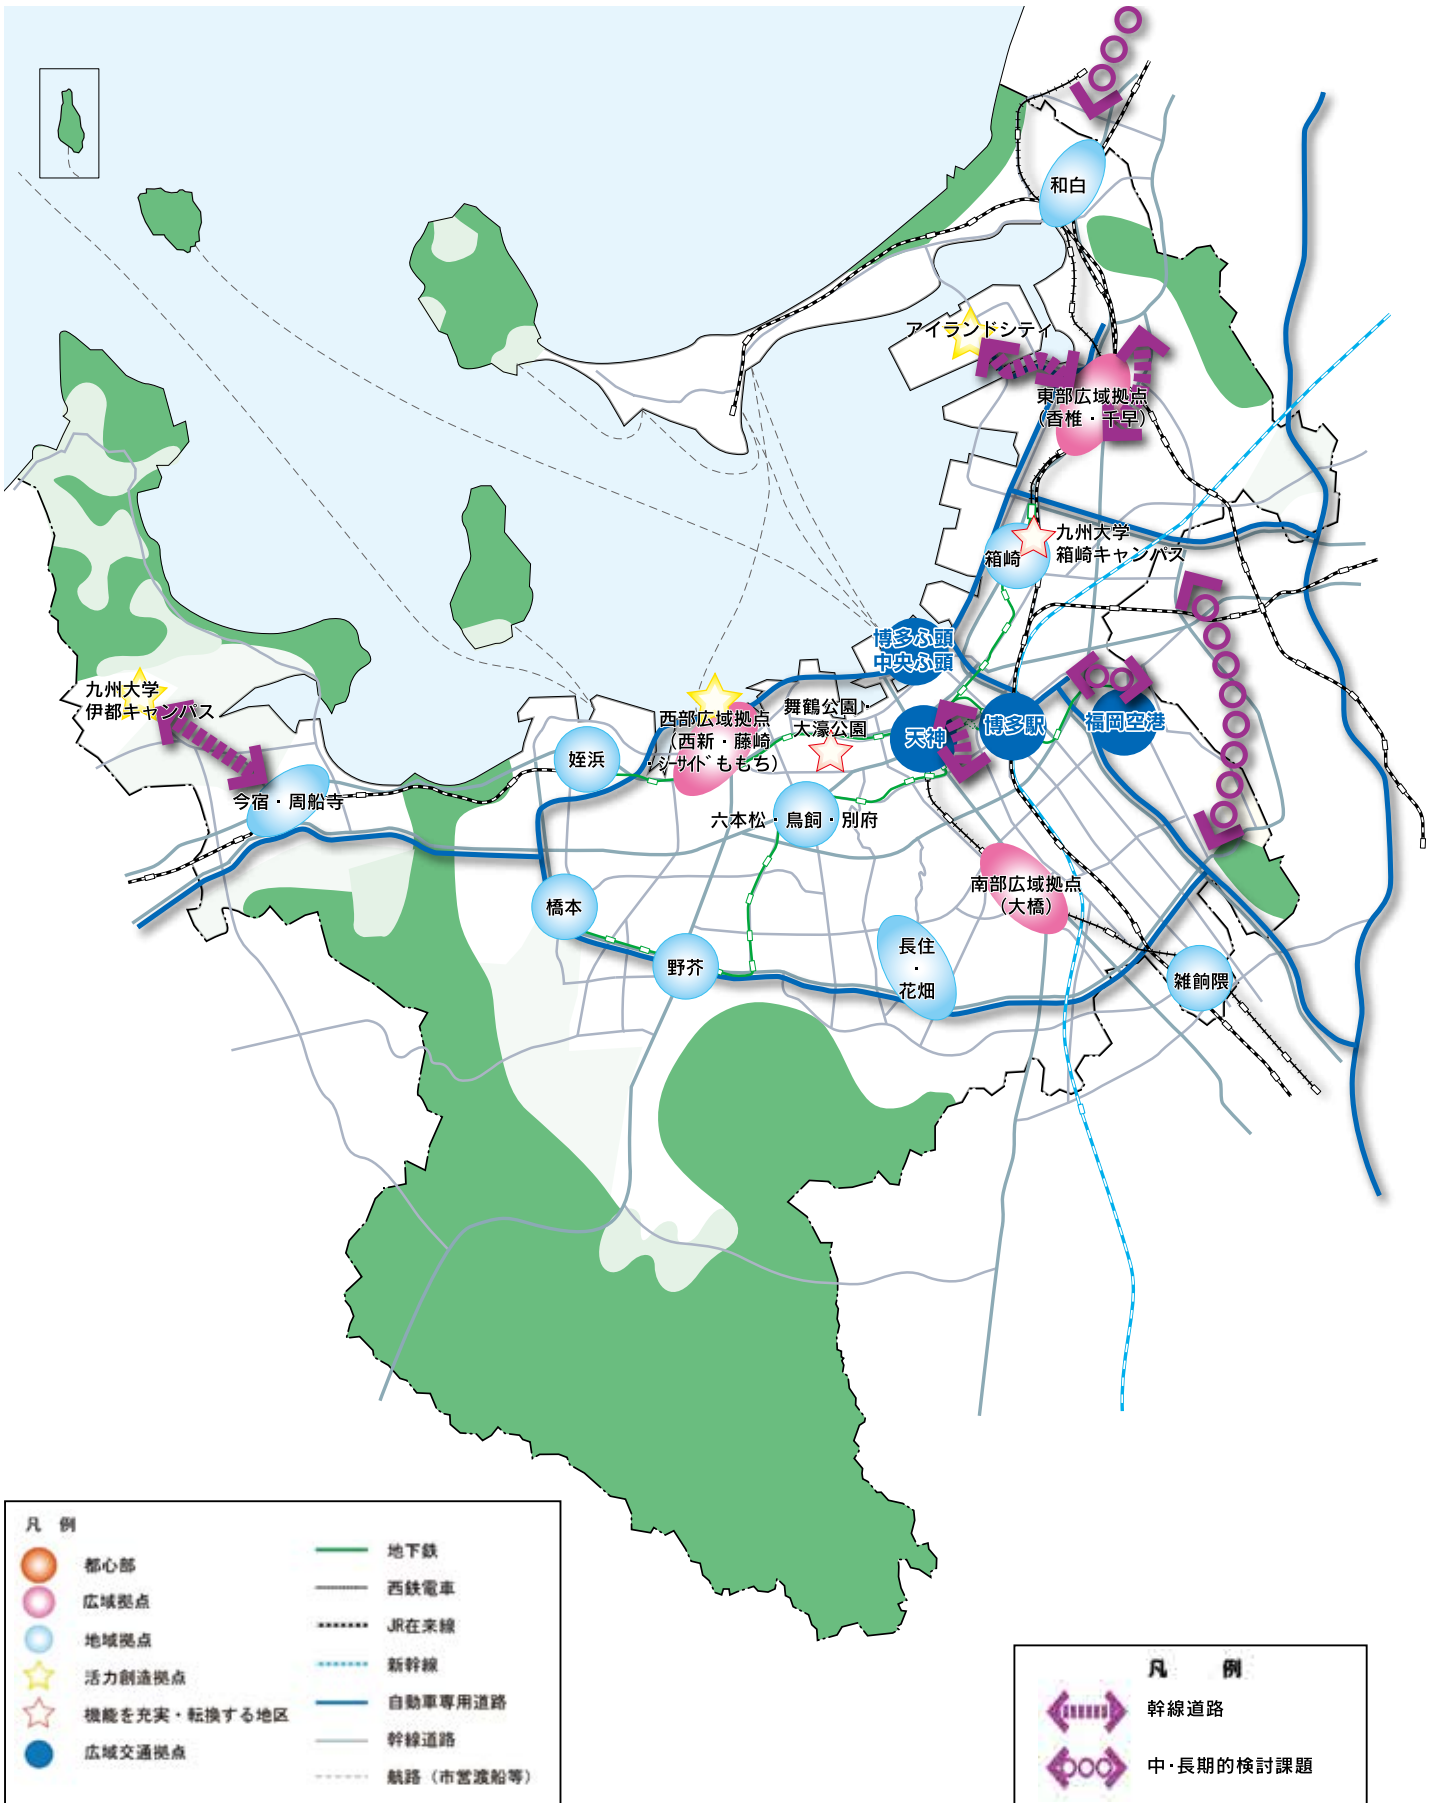 和白
アイランドシティ
東部広域拠点
（香椎・千早）
九州大学
箱崎キャンパス
箱崎
博多ふ頭
中央ふ頭
九州大学
伊都キャンパス
西部広域拠点
（西新・藤崎
・シーサイドももち）
舞鶴公園・
大濠公園
天神
博多駅
福岡空港
姪浜
今宿・周船寺
六本松・鳥飼・別府
南部広域拠点
（大橋）
橋本
野芥
長住
・
花畑
雑餉隈
凡 例
都心部
広域拠点
地域拠点
活力創造拠点
機能を充実・転換する地区
広域交通拠点
地下鉄
西鉄電車
JR在来線
新幹線
自動車専用道路
幹線道路
航路（市営渡船等）
凡 例
幹線道路
中・長期的検討課題